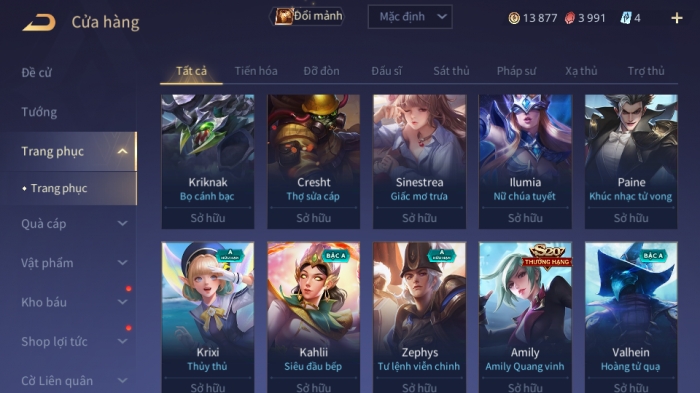 Cửa hàng
Đổi mảnh
Mặc định
13 877
3 991
4
Đề cử
Tướng
Trang phục
Trang phục
Quà cáp
Vật phẩm
Kho báu
Shop lợi tức
Cờ Liên quân
Tất cả Tiến hóa Đỡ đòn Đấu sĩ Sát thủ Pháp sư Xạ thủ Trợ thủ
Kriknak
Bọ cánh bạc
Sở hữu
Cresht
Thợ sửa cáp
Sở hữu
Sinestrea
Giấc mơ trưa
Sở hữu
Ilumia
Nữ chúa tuyết
Sở hữu
Paine
Khúc nhạc tử vong
Sở hữu
A
HỮU HẠN
Krixi
Thủy thủ
Sở hữu
BẬC A
Kahlii
Siêu đầu bếp
Sở hữu
A
HỮU HẠN
Zephys
Tư lệnh viễn chinh
Sở hữu
S20
THƯỞNG HẠNG
Amily
Amily Quang vinh
Sở hữu
BẬC A
Valhein
Hoàng tử quạ
Sở hữu